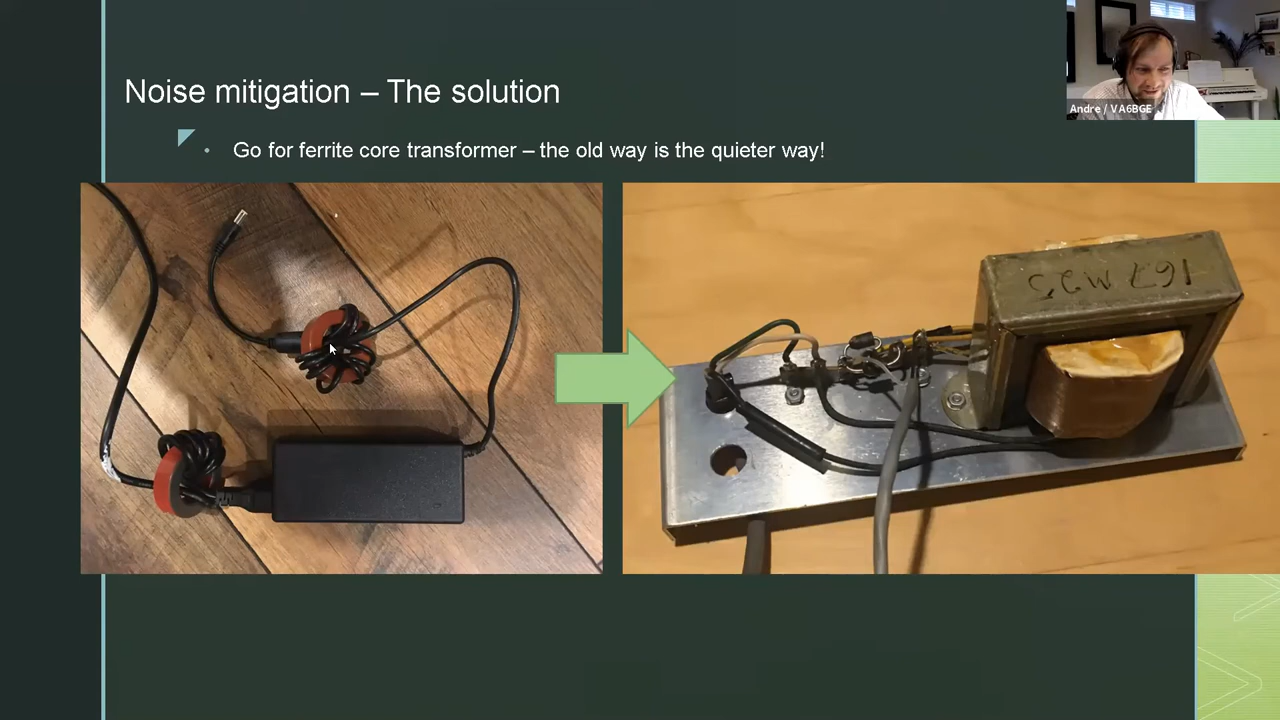 Noise mitigation – The solution
Andre / VA6BGE
• Go for ferrite core transformer – the old way is the quieter way!